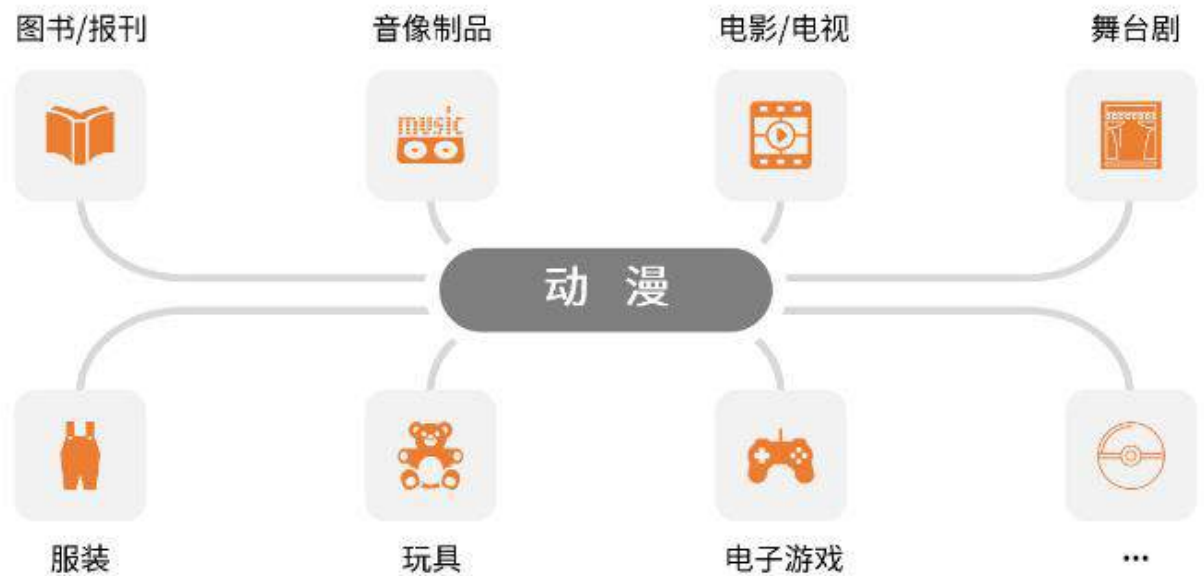 图书/报刊
音像制品
电影/电视
舞台剧
music
动 漫
服装
玩具
电子游戏
...